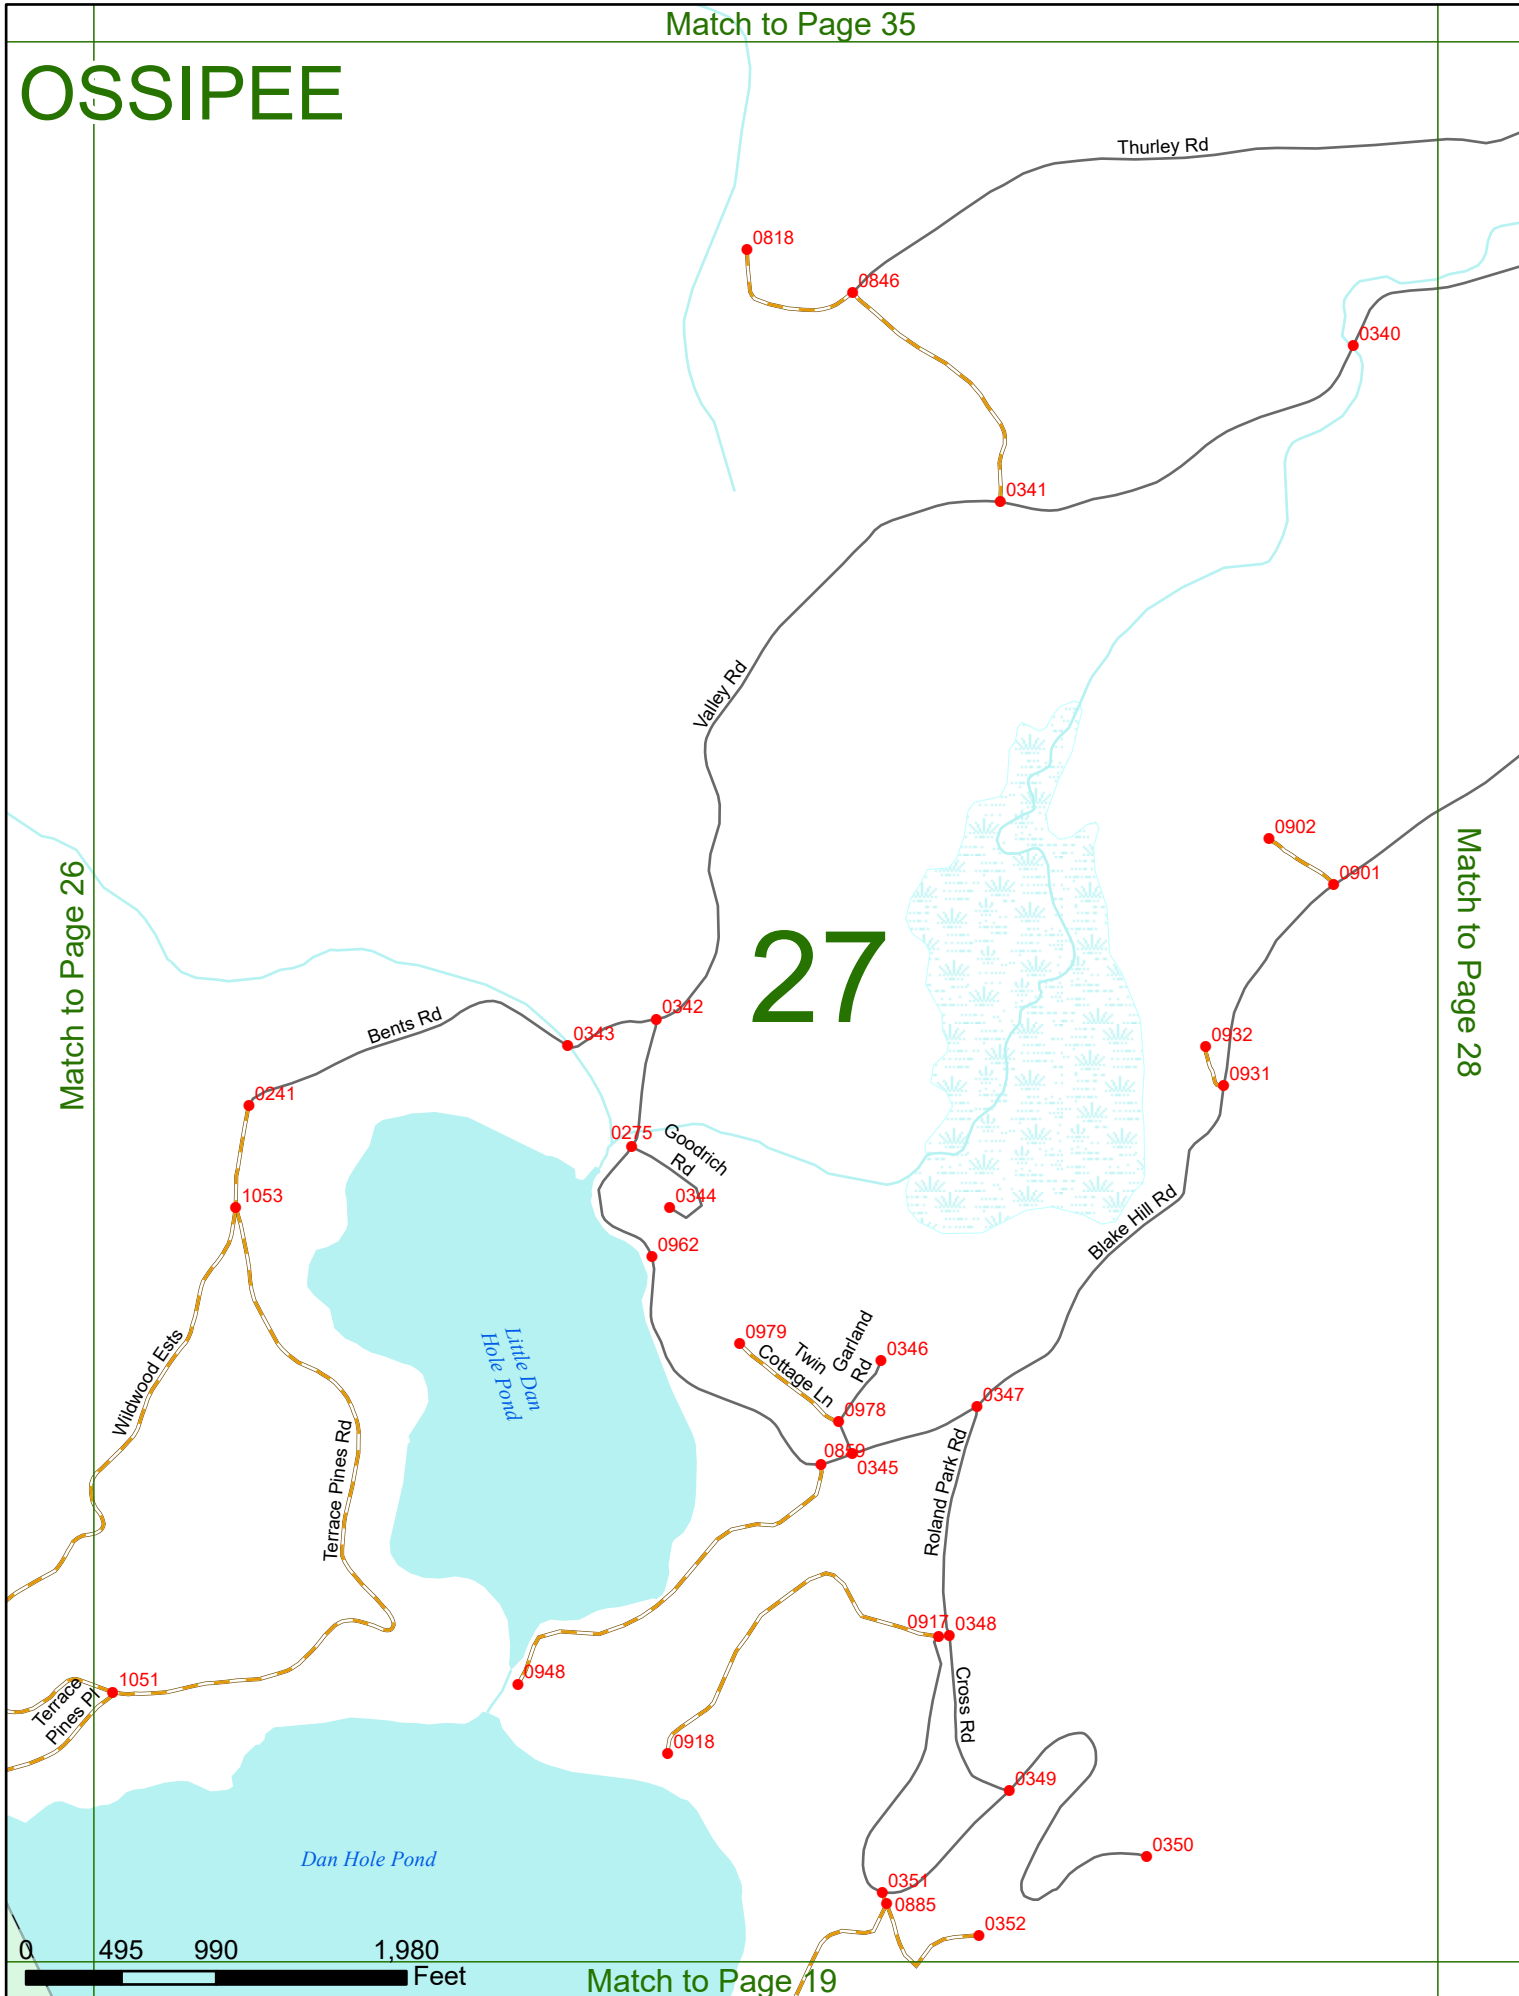 Match to Page 35
OSSIPEE
Thurley Rd
0818
0846
0340
0341
Valley Rd
0902
0901
Match to Page 26
Match to Page 28
27
0342
Bents Rd
0343
0932
0931
0241
0275
Goodrich
Rd
1053
0344
Blake Hill Rd
0962
Little Dan
Hole Pond
0979
Twin
Cottage Ln
Garland
Rd
0346
Wildwood Ests
0347
0978
0859
0345
Terrace Pines Rd
Roland Park Rd
0917
0348
1051
0948
Cross Rd
Terrace
Pines Pl
0918
0349
0350
Dan Hole Pond
0351
0885
0352
0 495 990 1,980
Feet
Match to Page 19